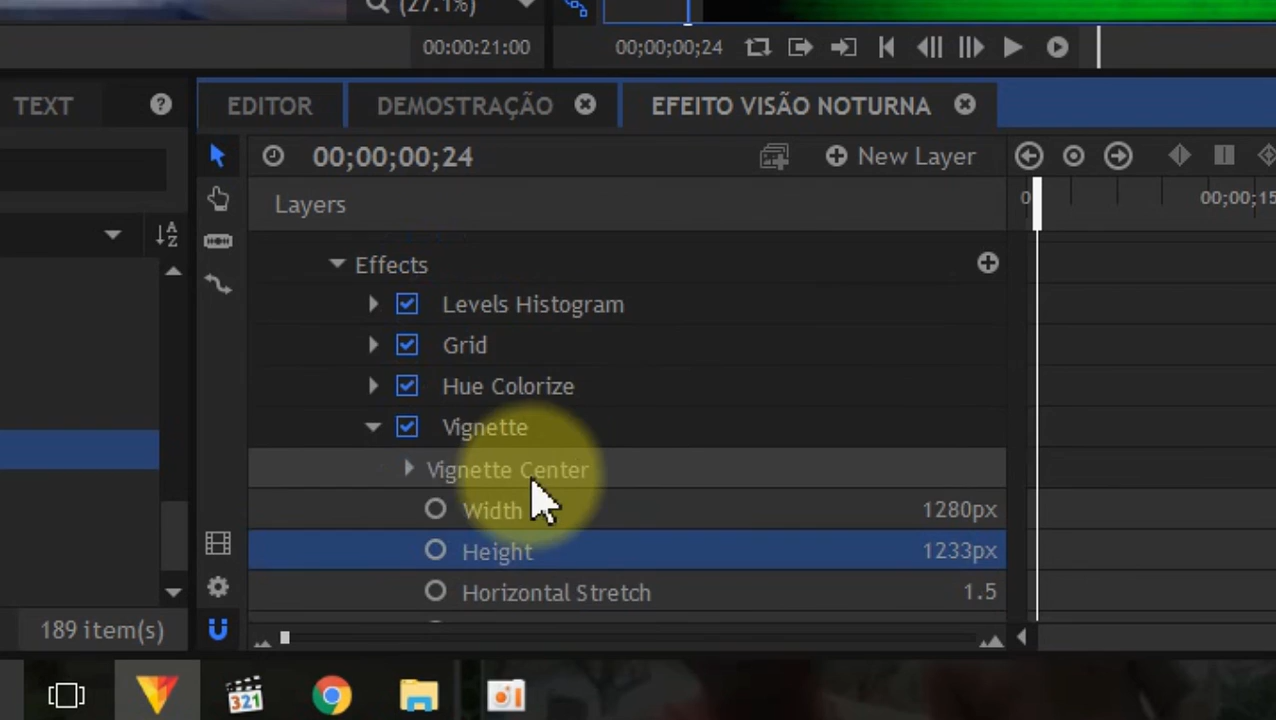 (27.1%)
00:00:21:00
00;00;00;24
TEXT
EDITOR
DEMOSTRAÇÃO
EFEITO VISÃO NOTURNA
00;00;00;24
New Layer
Layers
0
00;00;15
Effects
Levels Histogram
Grid
Hue Colorize
Vignette
Vignette Center
Width 1280px
Height 1233px
Horizontal Stretch 1.5
189 item(s)
321